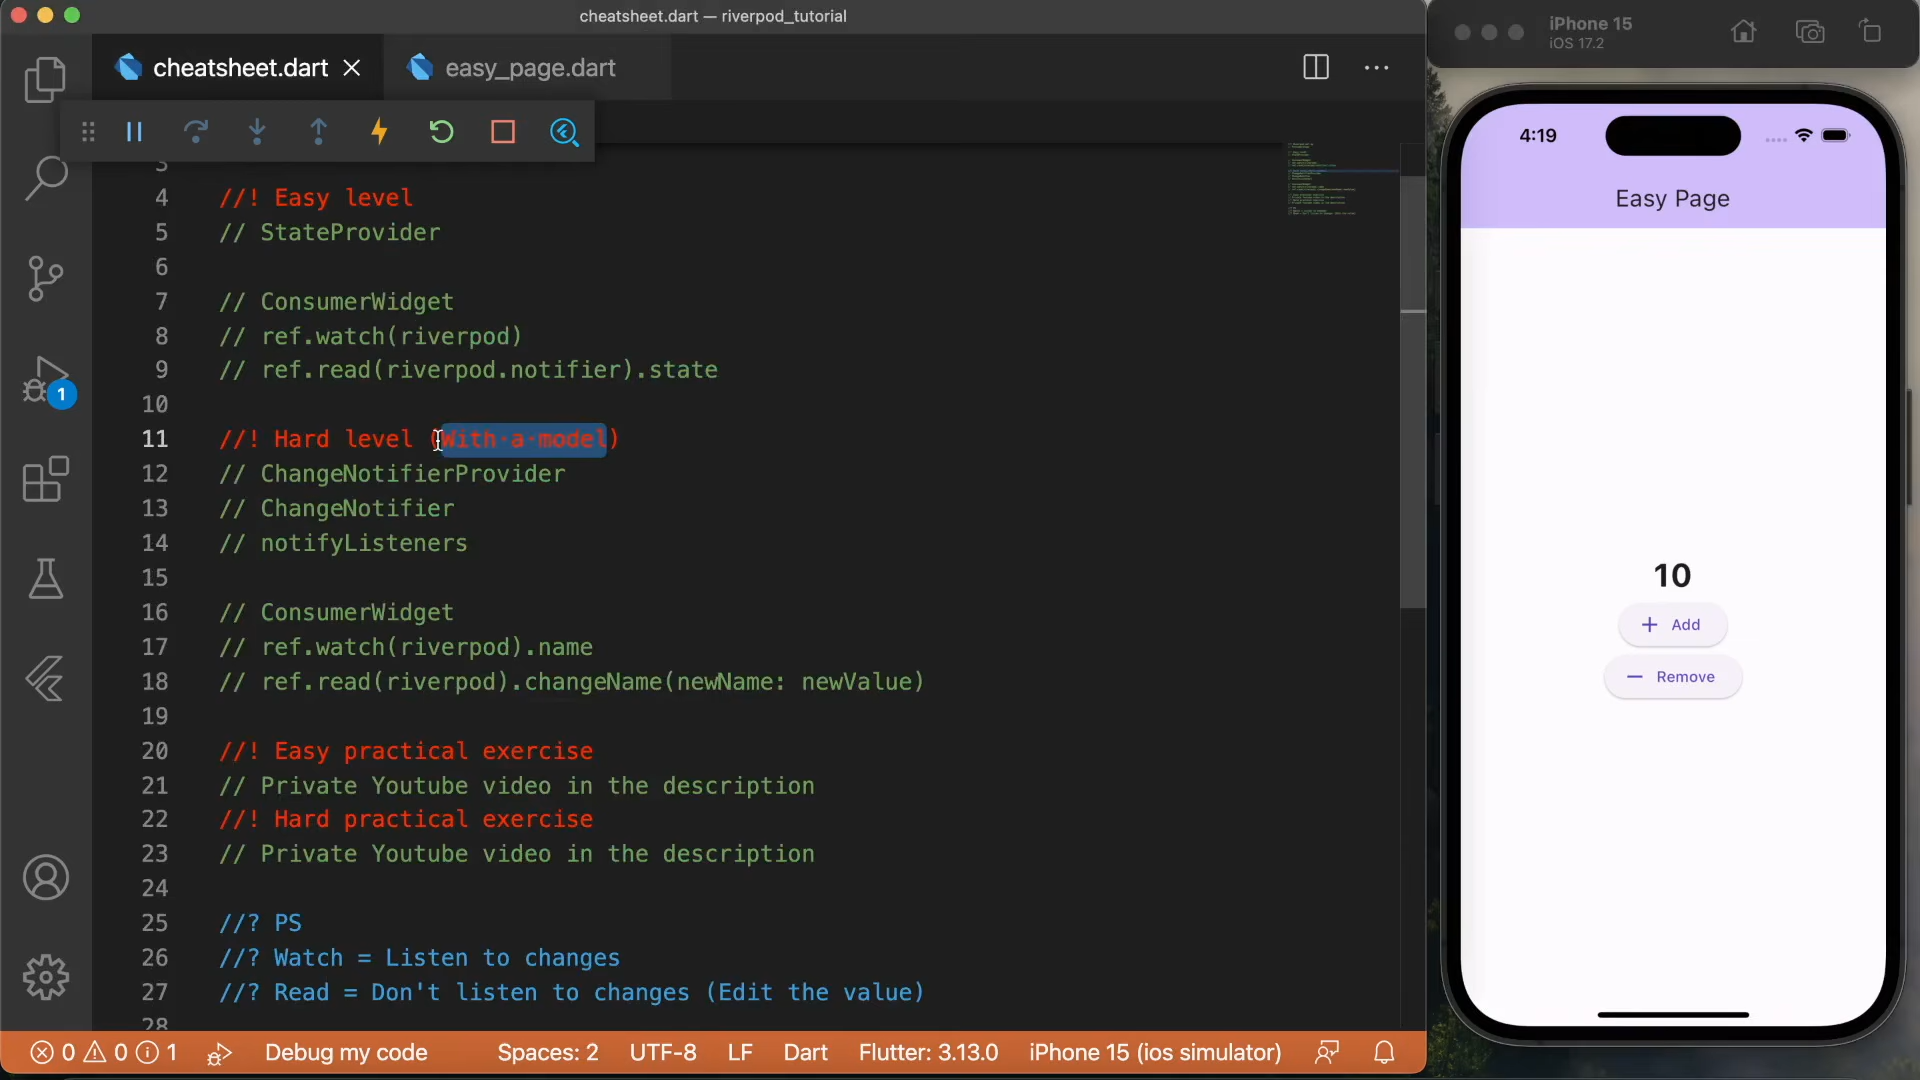 cheatsheet.dart — riverpod_tutorial
cheatsheet.dart
easy_page.dart
3
4 //! Easy level
5 // StateProvider
6
7 // ConsumerWidget
8 // ref.watch(riverpod)
9 // ref.read(riverpod.notifier).state
10
11 //! Hard level (With·a·model)
12 // ChangeNotifierProvider
13 // ChangeNotifier
14 // notifyListeners
15
16 // ConsumerWidget
17 // ref.watch(riverpod).name
18 // ref.read(riverpod).changeName(newName: newValue)
19
20 //! Easy practical exercise
21 // Private Youtube video in the description
22 //! Hard practical exercise
23 // Private Youtube video in the description
24
25 //? PS
26 //? Watch = Listen to changes
27 //? Read = Don't listen to changes (Edit the value)
28
1
0 0 1 Debug my code Spaces: 2 UTF-8 LF Dart Flutter: 3.13.0 iPhone 15 (ios simulator)
iPhone 15
iOS 17.2
4:19
Easy Page
10
Add
Remove